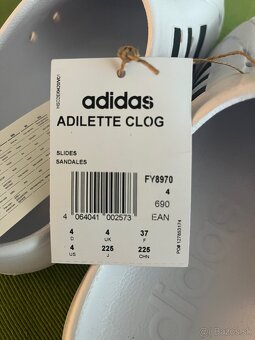 adidas
ADILETTE CLOG
SLIDES
SANDALES
FY8970
4
690
4 064041 002573
EAN
4 4 37
D UK F
4 225 225
US J CHN
adidas